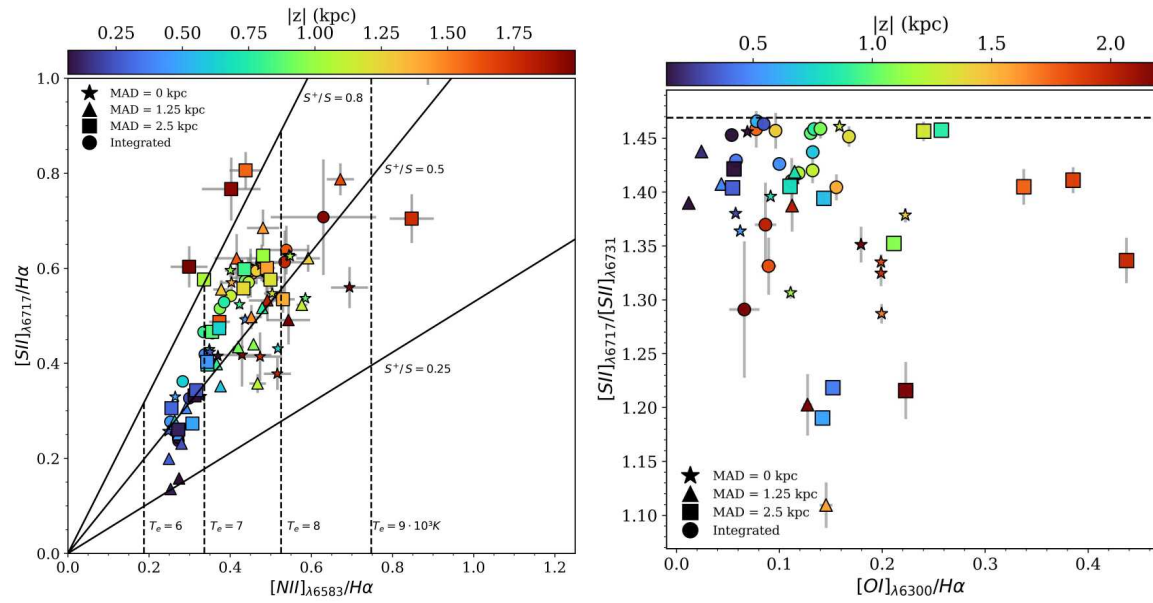 |z| (kpc)
0.25 0.50 0.75 1.00 1.25 1.50 1.75
1.0
0.8
0.6
0.4
0.2
0.0
[SII]λ6717/Hα
MAD = 0 kpc
MAD = 1.25 kpc
MAD = 2.5 kpc
Integrated
S⁺/S = 0.8
S⁺/S = 0.5
S⁺/S = 0.25
Tₑ = 6
Tₑ = 7
Tₑ = 8
Tₑ = 9 · 10³K
0.0 0.2 0.4 0.6 0.8 1.0 1.2
[NII]λ6583/Hα
|z| (kpc)
0.5 1.0 1.5 2.0
1.45
1.40
1.35
1.30
1.25
1.20
1.15
1.10
[SII]λ6717/[SII]λ6731
MAD = 0 kpc
MAD = 1.25 kpc
MAD = 2.5 kpc
Integrated
0.0 0.1 0.2 0.3 0.4
[OI]λ6300/Hα